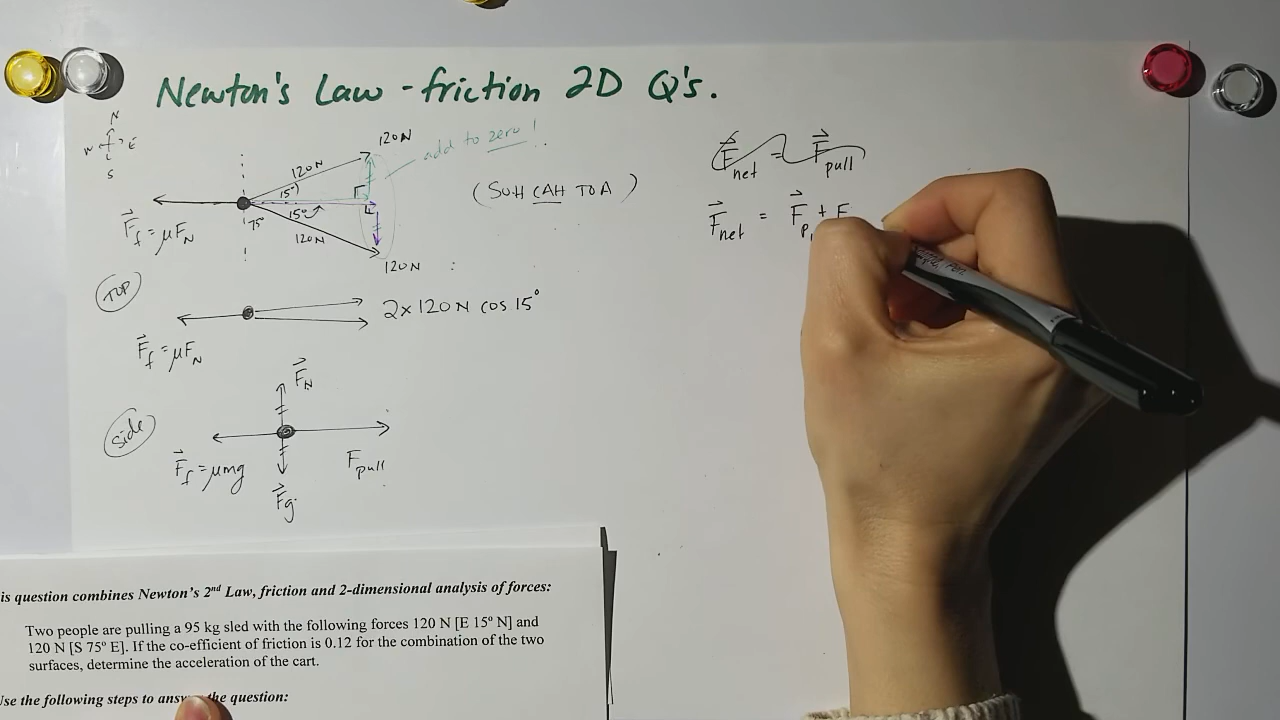 Newton's Law - friction 2D Q's.
N
W E
S
120N
120N
add to zero!
15°
15°
75°
120N
120N
F_f = μF_N
(SOH CAH TOA)
TOP
2 x 120N cos 15°
F_f = μF_N
Side
F_N
F_f = μmg
F_pull
F_g
F_net = F_pull
F_net = F_p + F
is question combines Newton's 2nd Law, friction and 2-dimensional analysis of forces:
Two people are pulling a 95 kg sled with the following forces 120 N [E 15° N] and
120 N [S 75° E]. If the co-efficient of friction is 0.12 for the combination of the two
surfaces, determine the acceleration of the cart.
Use the following steps to the question: